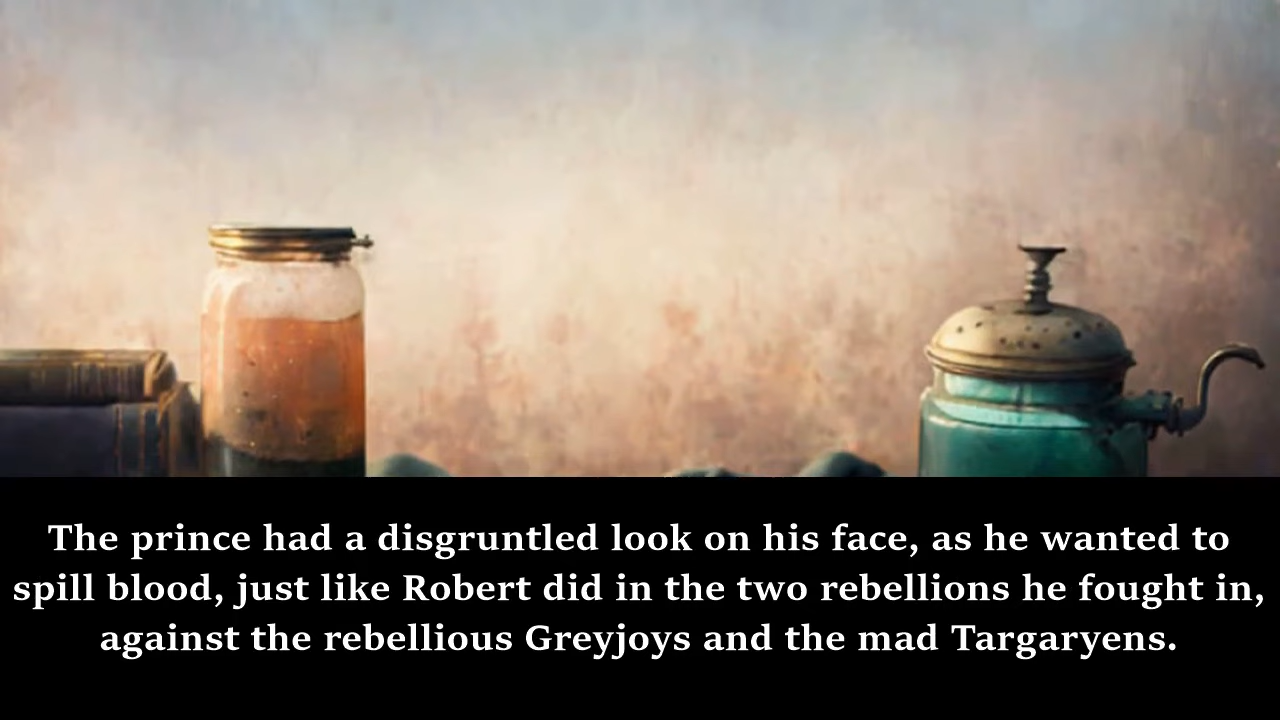 The prince had a disgruntled look on his face, as he wanted to
spill blood, just like Robert did in the two rebellions he fought in,
against the rebellious Greyjoys and the mad Targaryens.